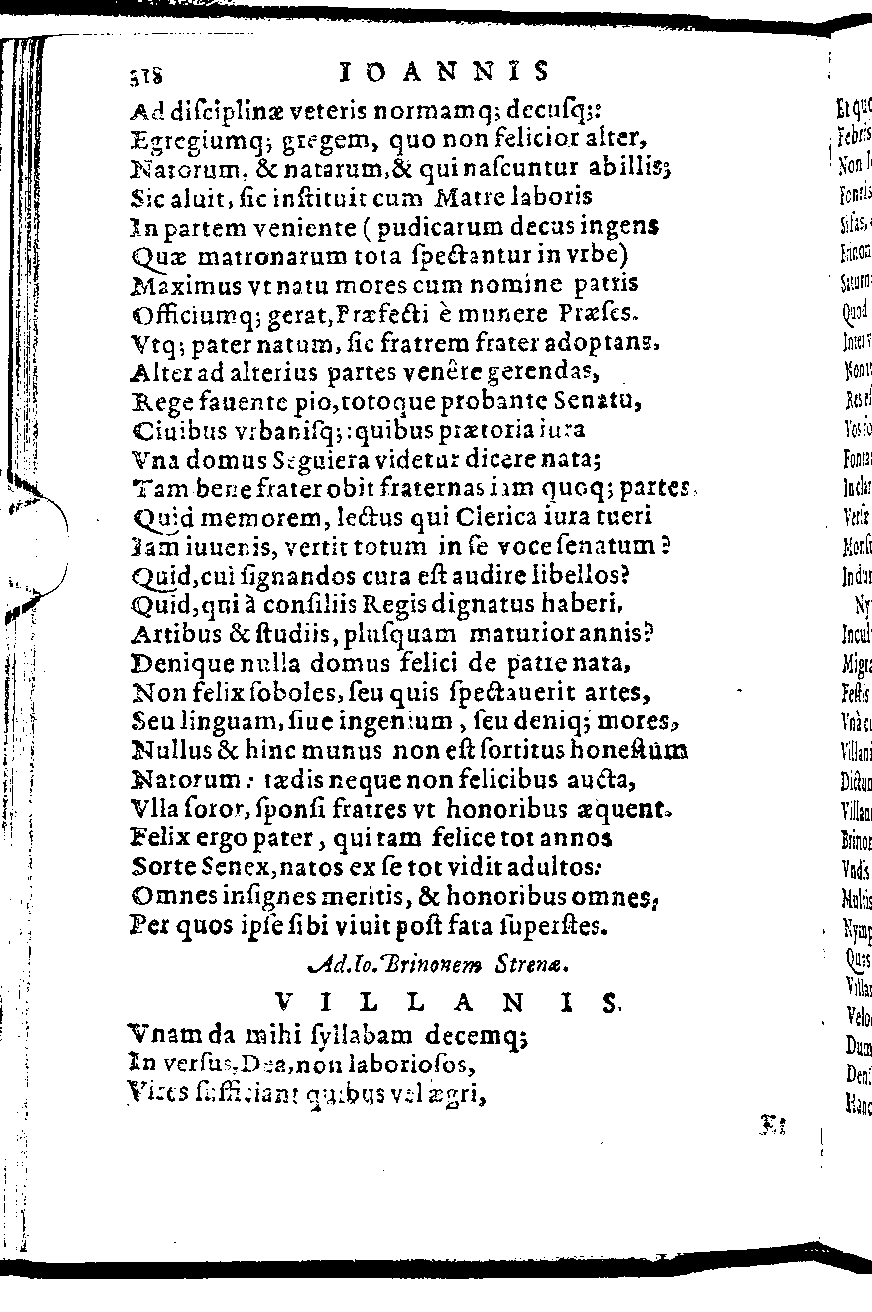 318 IOANNIS
Ad diſciplinæ veteris normamq; decuſq;:
Egregiumq; gregem, quo non felicior alter,
Natorum, & natarum, & qui naſcuntur ab illis;
Sic aluit, ſic inſtituit cum Matre laboris
In partem veniente (pudicarum decus ingens
Quæ matronarum tota ſpectantur in vrbe)
Maximus vt natu mores cum nomine patris
Officiumq; gerat, Præfecti è munere Præſes.
Vtq; pater natum, ſic fratrem frater adoptans,
Alter ad alterius partes venêre gerendas,
Rege fauente pio, totoque probante Senatu,
Ciuibus vrbaniſq;: quibus prætoria iura
Vna domus Seguiera videtur dicere nata;
Tam bene frater obit fraternas iam quoq; partes.
Quid memorem, lectus qui Clerica iura tueri
Iam iuuenis, vertit totum in ſe voce ſenatum?
Quid, cui ſignandos cura eſt audire libellos?
Quid, qui à conſiliis Regis dignatus haberi,
Artibus & ſtudiis, pluſquam maturior annis?
Denique nulla domus felici de patre nata,
Non felix ſoboles, ſeu quis ſpectauerit artes,
Seu linguam, ſiue ingenium, ſeu deniq; mores,
Nullus & hinc munus non eſt ſortitus honeſtum
Natorum: tædis neque non felicibus aucta,
Vlla ſoror, ſponſi fratres vt honoribus æquent.
Felix ergo pater, qui tam felice tot annos
Sorte Senex, natos ex ſe tot vidit adultos:
Omnes inſignes meritis, & honoribus omnes,
Per quos ipſe ſibi viuit poſt fata ſuperſtes.
Ad. Io. Brinonem Strenæ.
VILLANIS.
Vnam da mihi ſyllabam decemq;
In verſus, Dea, non laborioſos,
Vires ſufficiant quibus vel ægri,
Et